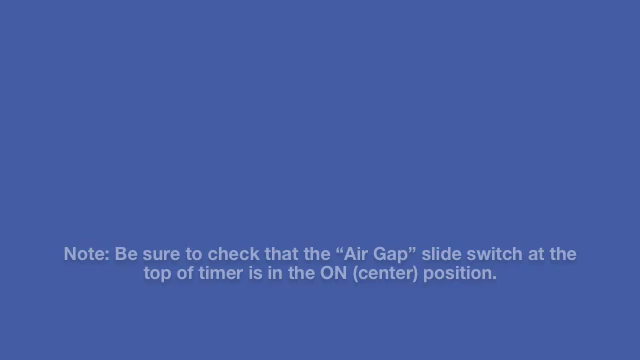 Note: Be sure to check that the “Air Gap” slide switch at the
top of timer is in the ON (center) position.